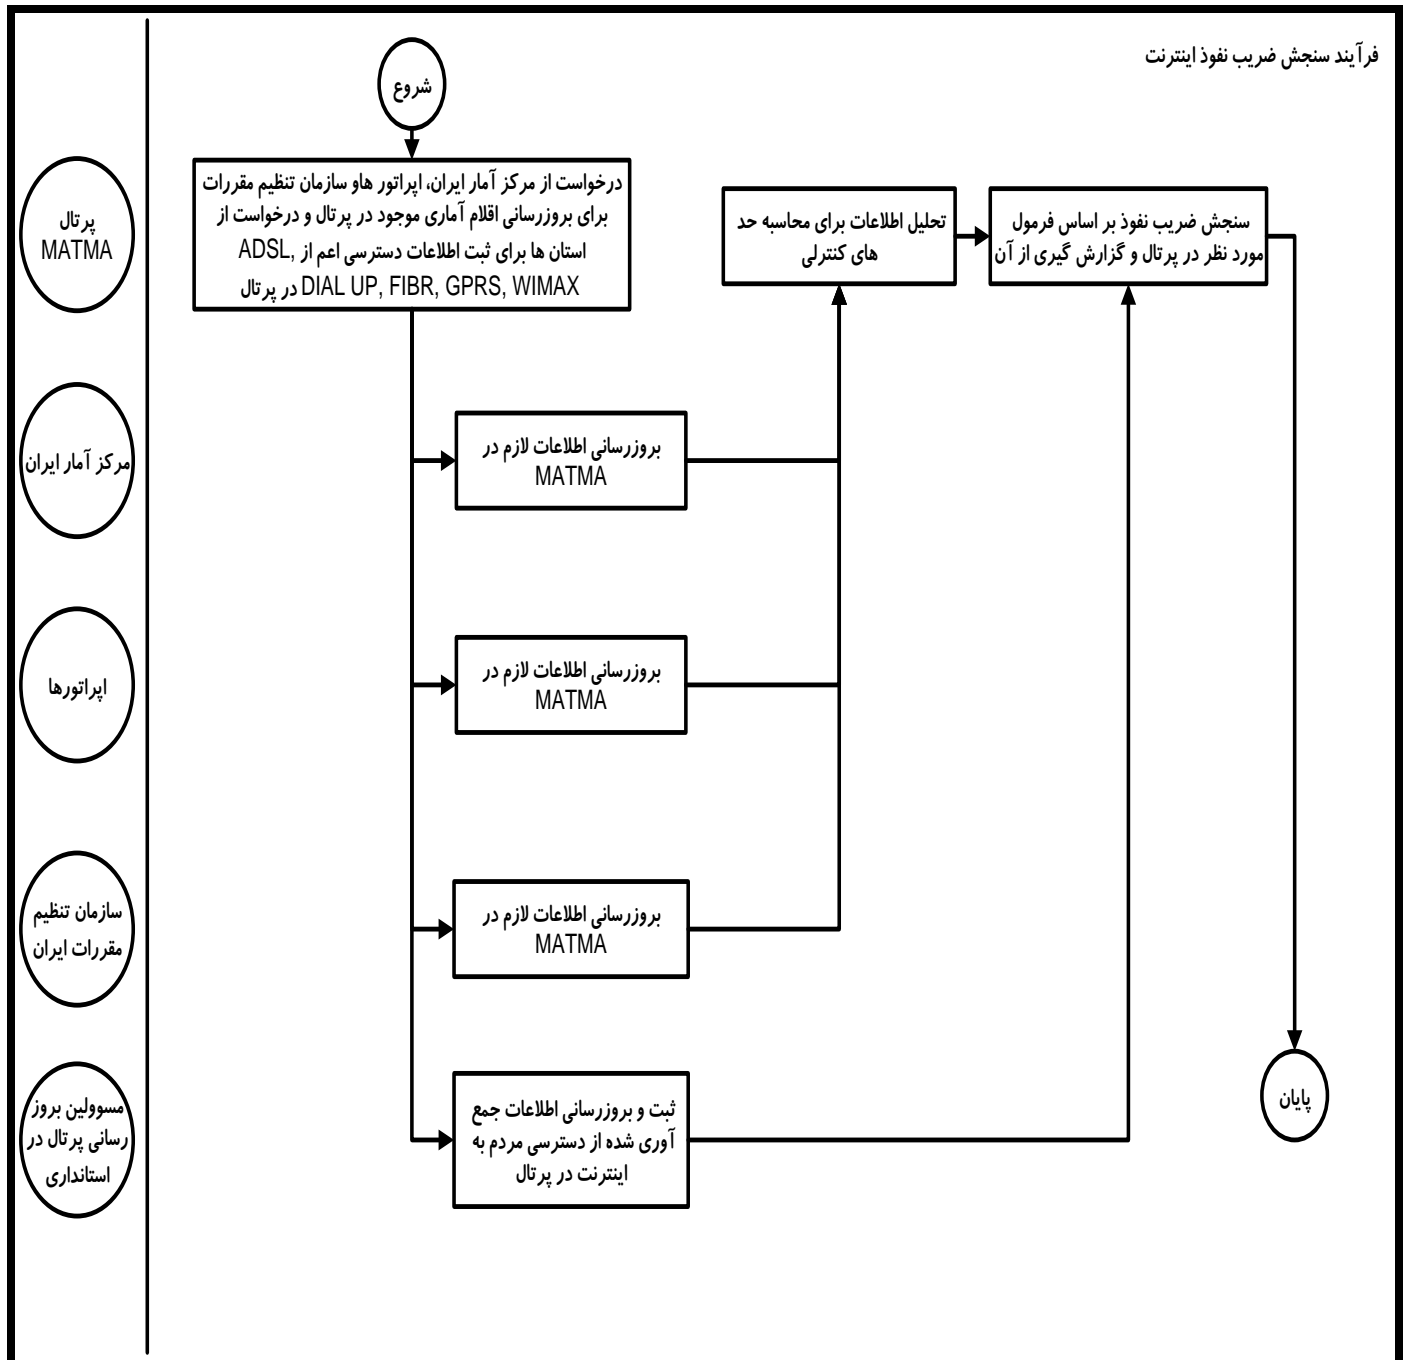 فرآیند سنجش ضریب نفوذ اینترنت
شروع
پرتال
MATMA
درخواست از مرکز آمار ایران، اپراتور هاو سازمان تنظیم مقررات
برای بروزرسانی اقلام آماری موجود در پرتال و درخواست از
استان ها برای ثبت اطلاعات دسترسی اعم از ADSL,
DIAL UP, FIBR, GPRS, WIMAX در پرتال
تحلیل اطلاعات برای محاسبه حد
های کنترلی
سنجش ضریب نفوذ بر اساس فرمول
مورد نظر در پرتال و گزارش گیری از آن
مرکز آمار ایران
بروزرسانی اطلاعات لازم در
MATMA
اپراتورها
بروزرسانی اطلاعات لازم در
MATMA
سازمان تنظیم
مقررات ایران
بروزرسانی اطلاعات لازم در
MATMA
مسوولین بروز
رسانی پرتال در
استانداری
ثبت و بروزرسانی اطلاعات جمع
آوری شده از دسترسی مردم به
اینترنت در پرتال
پایان